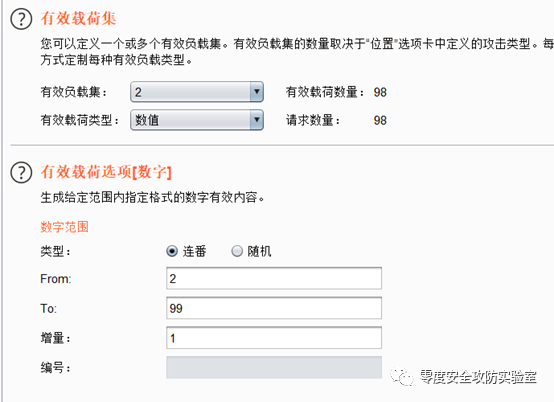 有效载荷集
您可以定义一个或多个有效负载集。有效负载集的数量取决于“位置”选项卡中定义的攻击类型。每
方式定制每种有效负载类型。
有效负载集： 2 有效载荷数量： 98
有效载荷类型： 数值 请求数量： 98
有效载荷选项[数字]
生成给定范围内指定格式的数字有效内容。
数字范围
类型： 连番 随机
From: 2
To: 99
增量： 1
编号：
零度安全攻防实验室